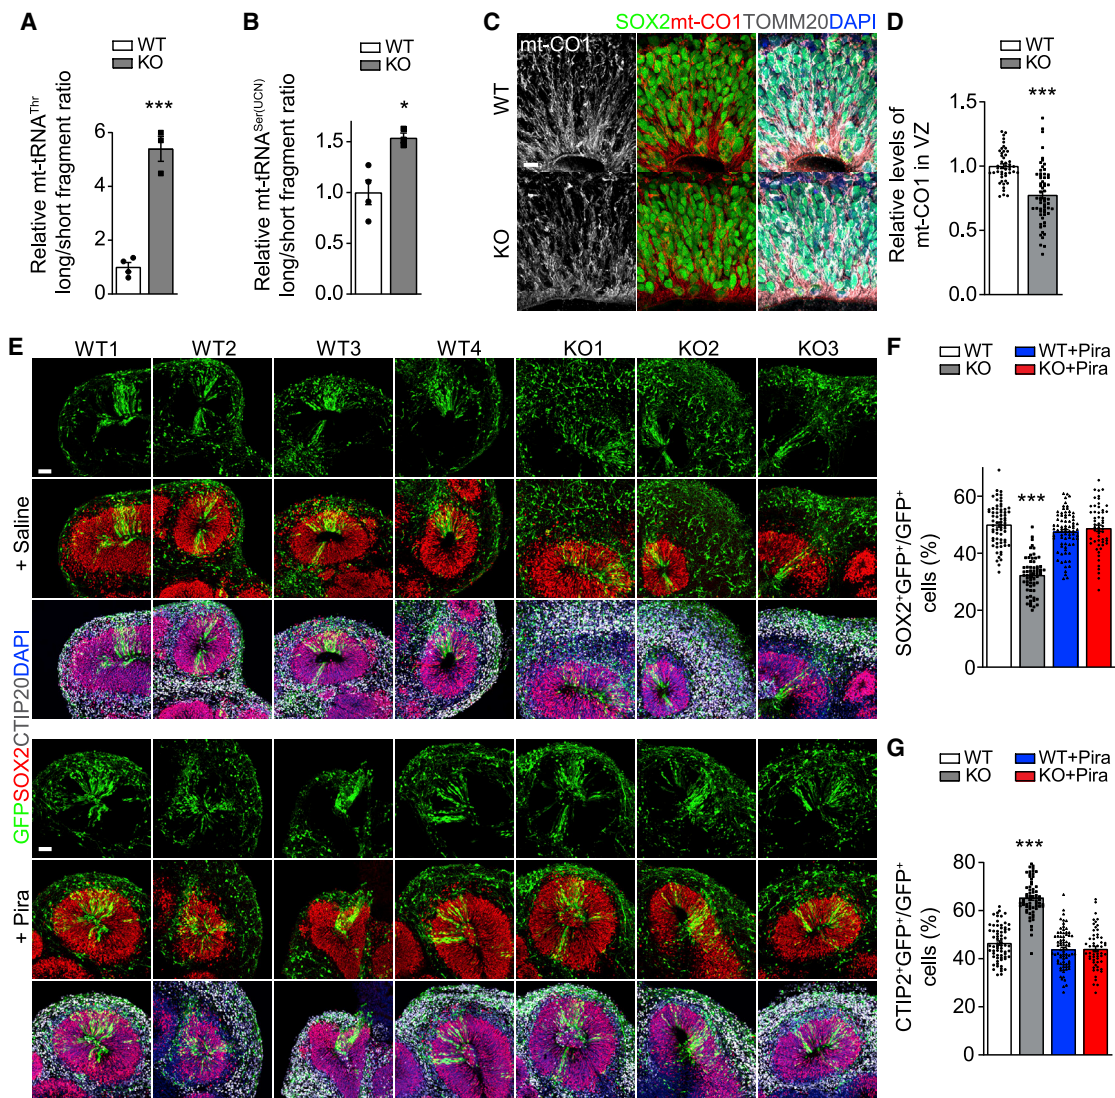 A
WT
KO
Relative mt-tRNAThr
long/short fragment ratio
6
4
2
0
***
B
WT
KO
Relative mt-tRNASer(UCN)
long/short fragment ratio
1.5
1.0
0.5
0.0
*
C
SOX2mt-CO1TOMM20DAPI
mt-CO1
WT
KO
D
WT
KO
Relative levels of
mt-CO1 in VZ
1.5
1.0
0.5
0.0
***
E
WT1 WT2 WT3 WT4 KO1 KO2 KO3
+ Saline
+ Pira
GFPSOX2CTIP20DAPI
F
WT WT+Pira
KO KO+Pira
SOX2+GFP+/GFP+
cells (%)
60
40
20
0
***
G
WT WT+Pira
KO KO+Pira
CTIP2+GFP+/GFP+
cells (%)
80
60
40
20
0
***